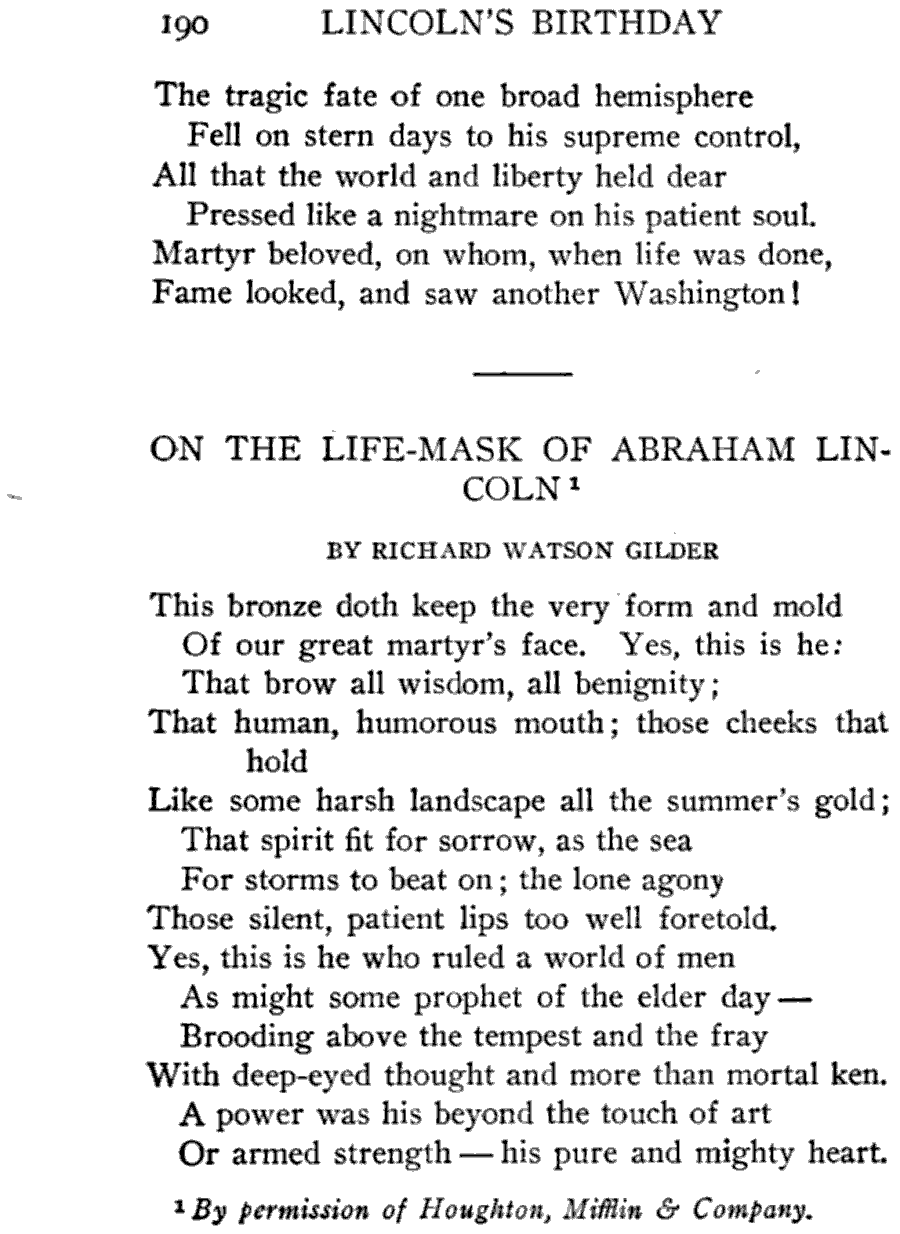 190 LINCOLN'S BIRTHDAY
The tragic fate of one broad hemisphere
Fell on stern days to his supreme control,
All that the world and liberty held dear
Pressed like a nightmare on his patient soul.
Martyr beloved, on whom, when life was done,
Fame looked, and saw another Washington!
ON THE LIFE-MASK OF ABRAHAM LIN-
COLN ¹
BY RICHARD WATSON GILDER
This bronze doth keep the very form and mold
Of our great martyr's face. Yes, this is he:
That brow all wisdom, all benignity;
That human, humorous mouth; those cheeks that
hold
Like some harsh landscape all the summer's gold;
That spirit fit for sorrow, as the sea
For storms to beat on; the lone agony
Those silent, patient lips too well foretold.
Yes, this is he who ruled a world of men
As might some prophet of the elder day—
Brooding above the tempest and the fray
With deep-eyed thought and more than mortal ken.
A power was his beyond the touch of art
Or armed strength—his pure and mighty heart.
¹ By permission of Houghton, Mifflin & Company.